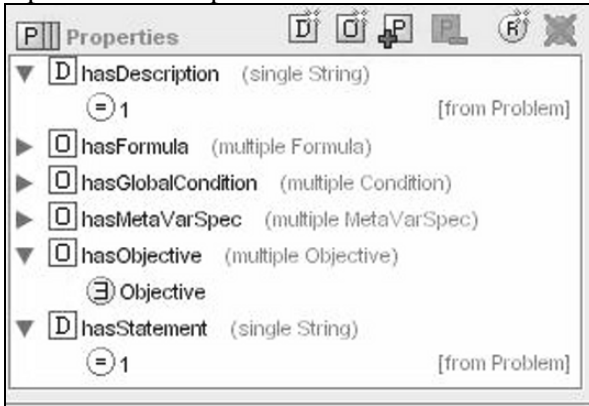 P Properties D O P P R
D hasDescription (single String)
= 1 [from Problem]
O hasFormula (multiple Formula)
O hasGlobalCondition (multiple Condition)
O hasMetaVarSpec (multiple MetaVarSpec)
O hasObjective (multiple Objective)
∃ Objective
D hasStatement (single String)
= 1 [from Problem]